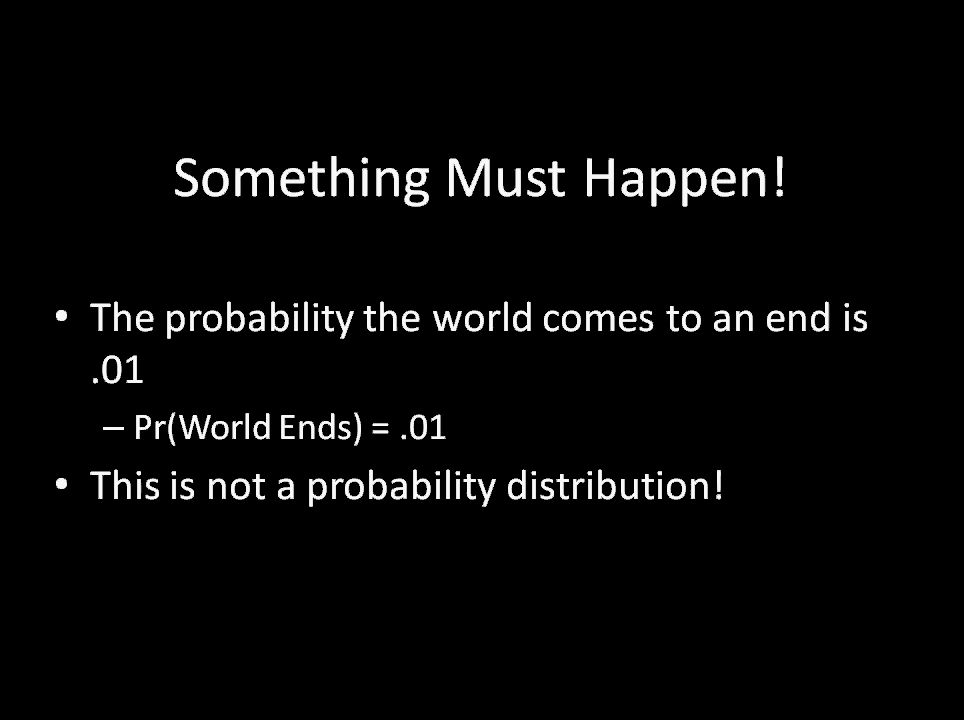 Something Must Happen!
• The probability the world comes to an end is
.01
– Pr(World Ends) = .01
• This is not a probability distribution!